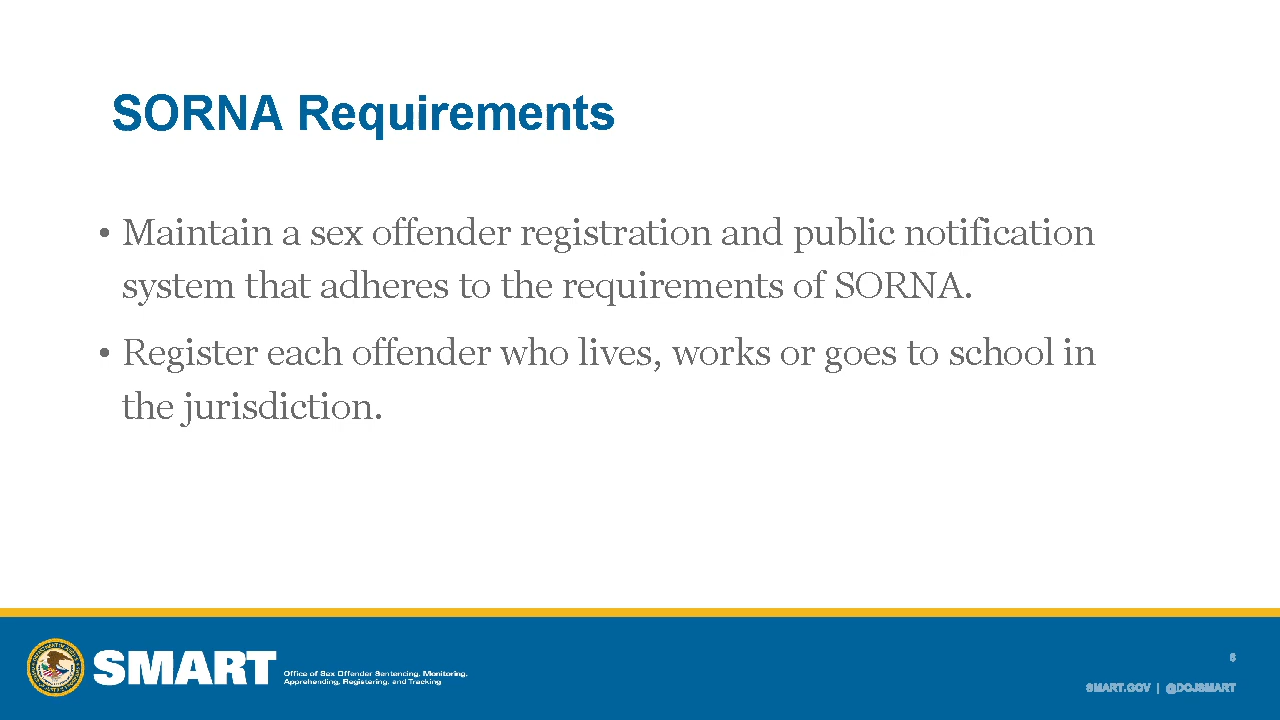 SORNA Requirements
• Maintain a sex offender registration and public notification
system that adheres to the requirements of SORNA.
• Register each offender who lives, works or goes to school in
the jurisdiction.
SMART
Office of Sex Offender Sentencing, Monitoring,
Apprehending, Registering, and Tracking
SMART.GOV | @DOJSMART